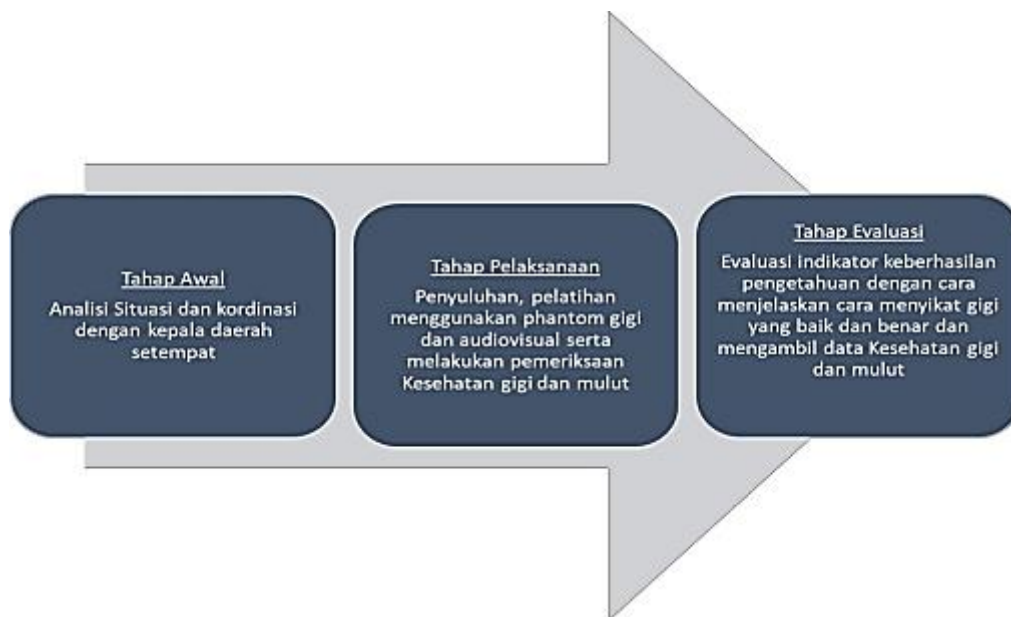 Tahap Awal
Analisi Situasi dan kordinasi
dengan kepala daerah
setempat
Tahap Pelaksanaan
Penyuluhan, pelatihan
menggunakan phantom gigi
dan audiovisual serta
melakukan pemeriksaan
Kesehatan gigi dan mulut
Tahap Evaluasi
Evaluasi indikator keberhasilan
pengetahuan dengan cara
menjelaskan cara menyikat gigi
yang baik dan benar dan
mengambil data Kesehatan gigi
dan mulut